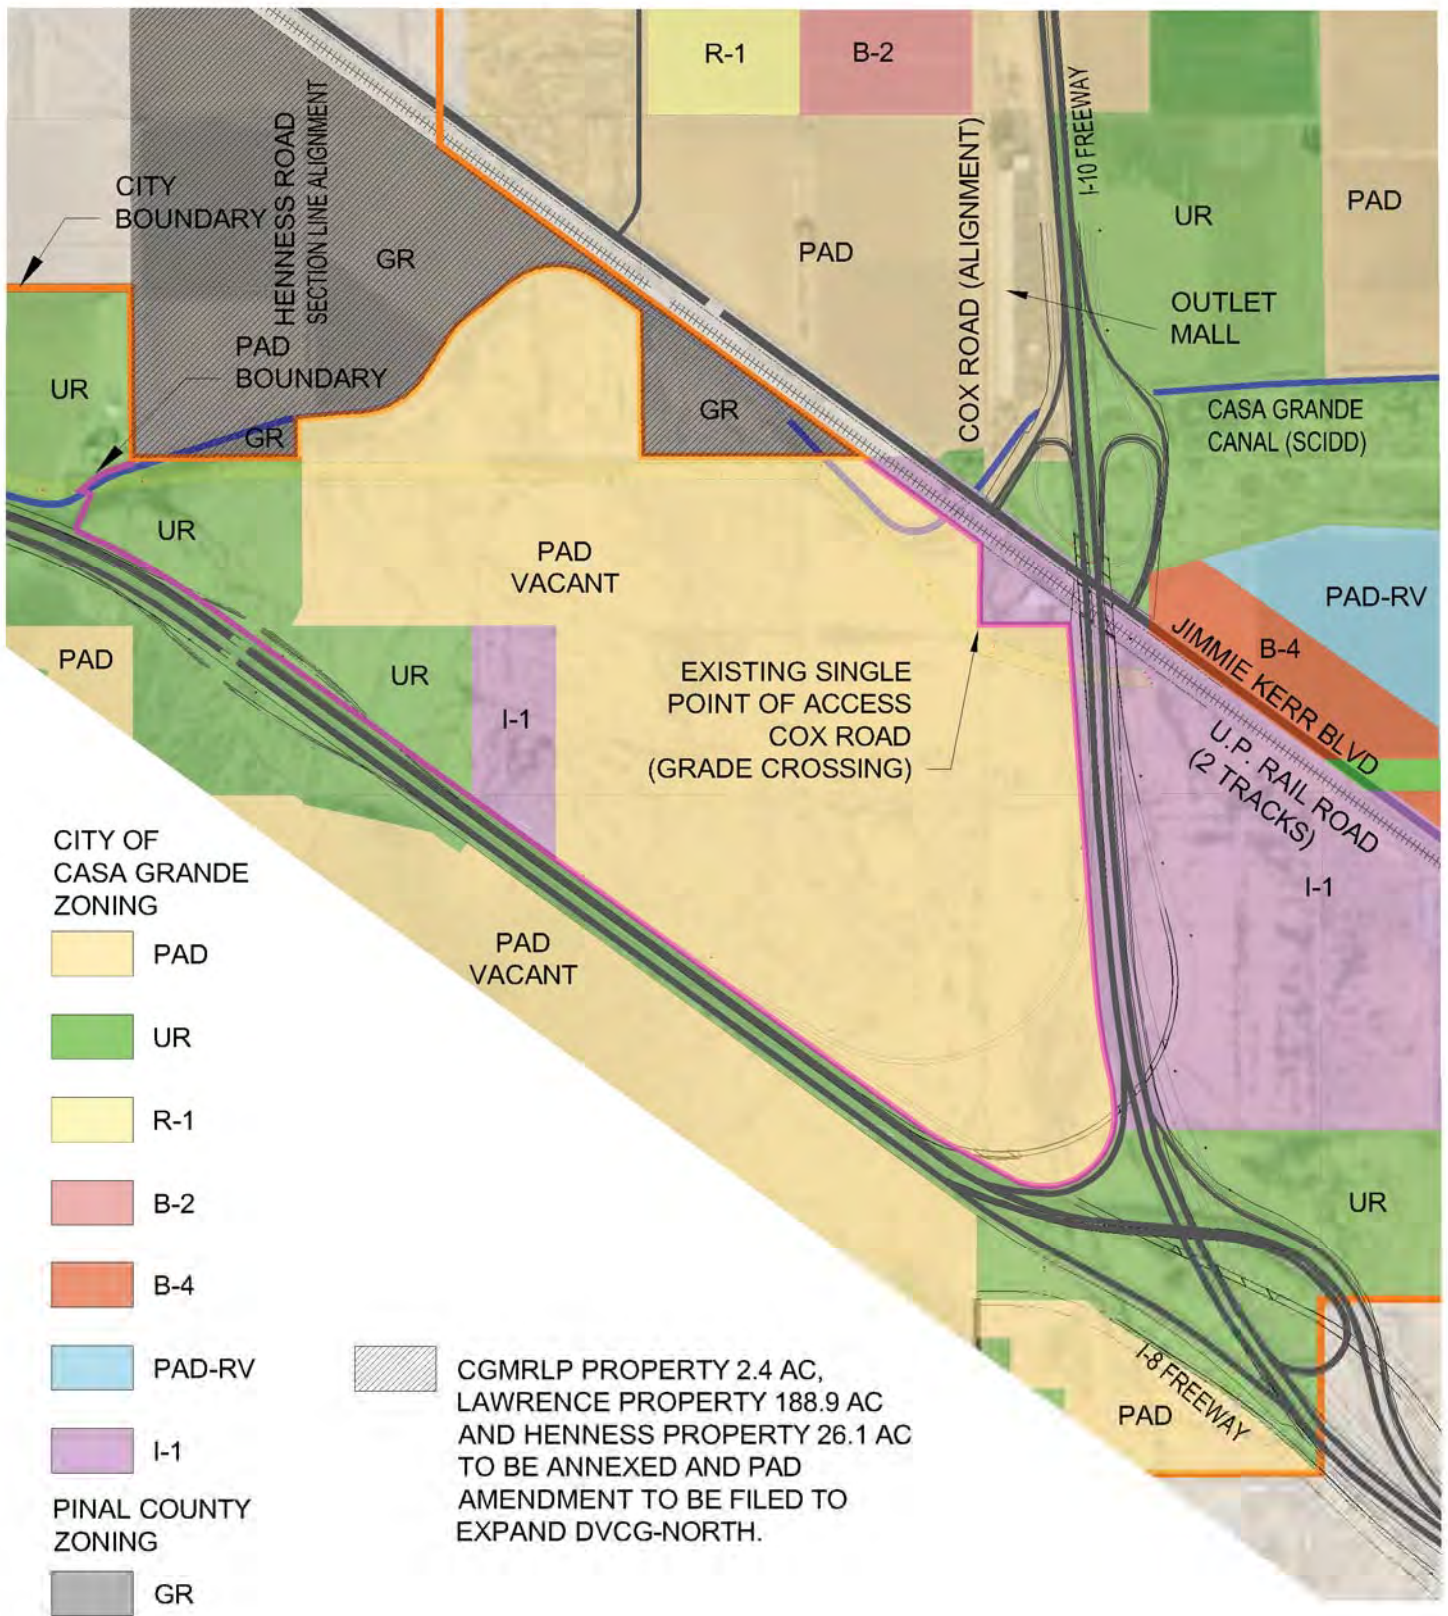 R-1
B-2
I-10 FREEWAY
HENNESS ROAD
SECTION LINE ALIGNMENT
COX ROAD (ALIGNMENT)
CITY
BOUNDARY
GR
PAD
UR
PAD
OUTLET
MALL
PAD
BOUNDARY
UR
GR
GR
CASA GRANDE
CANAL (SCIDD)
UR
PAD
VACANT
PAD-RV
B-4
JIMMIE KERR BLVD
U.P. RAIL ROAD
(2 TRACKS)
PAD
UR
I-1
EXISTING SINGLE
POINT OF ACCESS
COX ROAD
(GRADE CROSSING)
I-1
PAD
VACANT
UR
I-8 FREEWAY
PAD
CITY OF
CASA GRANDE
ZONING
PAD
UR
R-1
B-2
B-4
PAD-RV
I-1
PINAL COUNTY
ZONING
GR
CGMRLP PROPERTY 2.4 AC,
LAWRENCE PROPERTY 188.9 AC
AND HENNESS PROPERTY 26.1 AC
TO BE ANNEXED AND PAD
AMENDMENT TO BE FILED TO
EXPAND DVCG-NORTH.